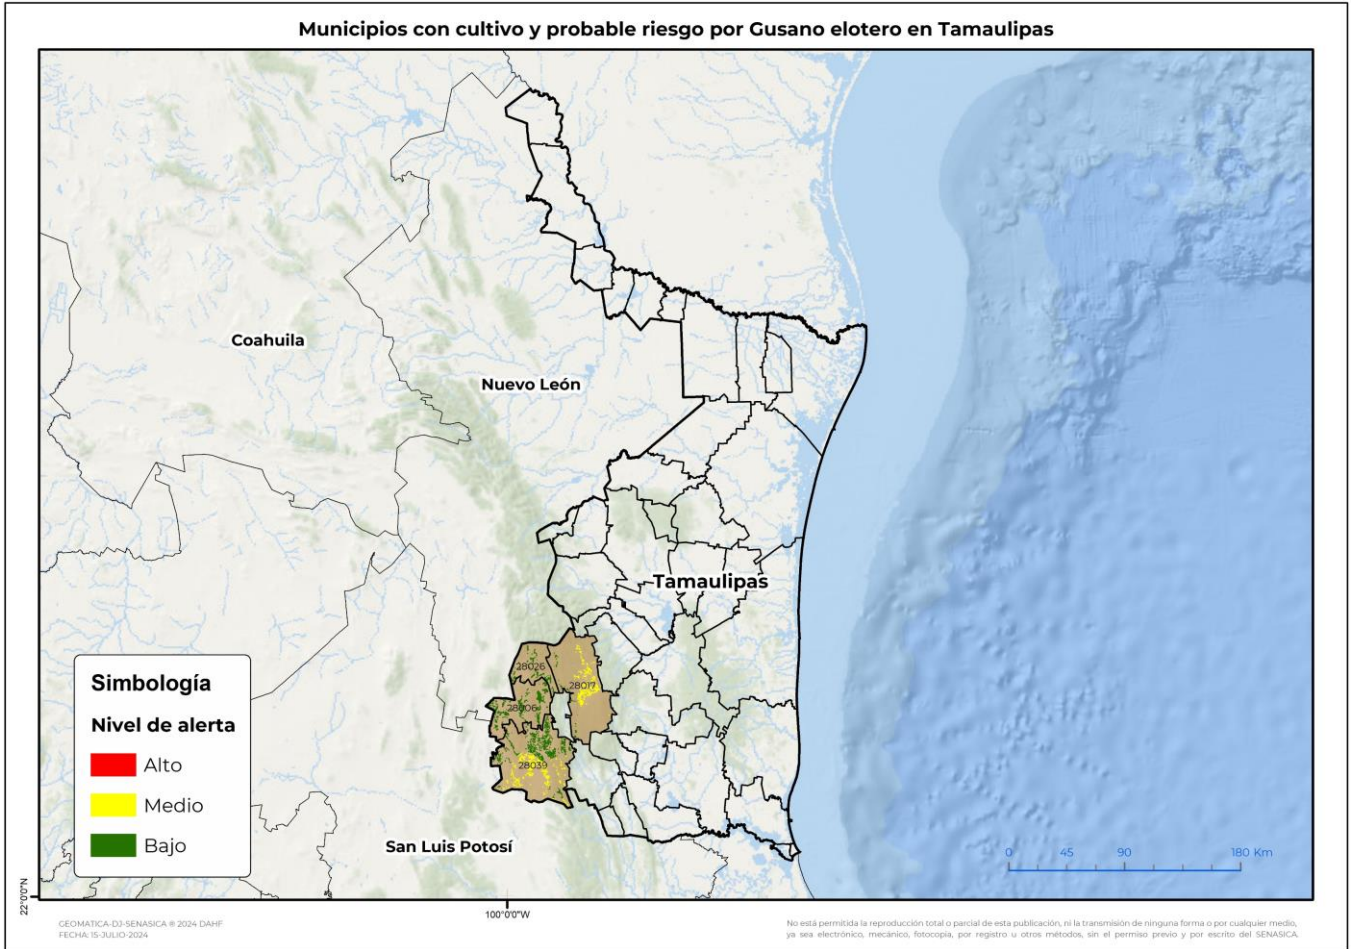 Municipios con cultivo y probable riesgo por Gusano elotero en Tamaulipas
Coahuila
Nuevo León
Tamaulipas
28026
28017
28006
28039
San Luis Potosí
Simbología
Nivel de alerta
Alto
Medio
Bajo
0 45 90 180 Km
22°0'0"N
100°0'0"W
GEOMATICA-DJ-SENASICA ® 2024 DAHF
FECHA: 15-JULIO-2024
No está permitida la reproducción total o parcial de esta publicación, ni la transmisión de ninguna forma o por cualquier medio,
ya sea electrónico, mecánico, fotocopia, por registro u otros métodos, sin el permiso previo y por escrito del SENASICA.